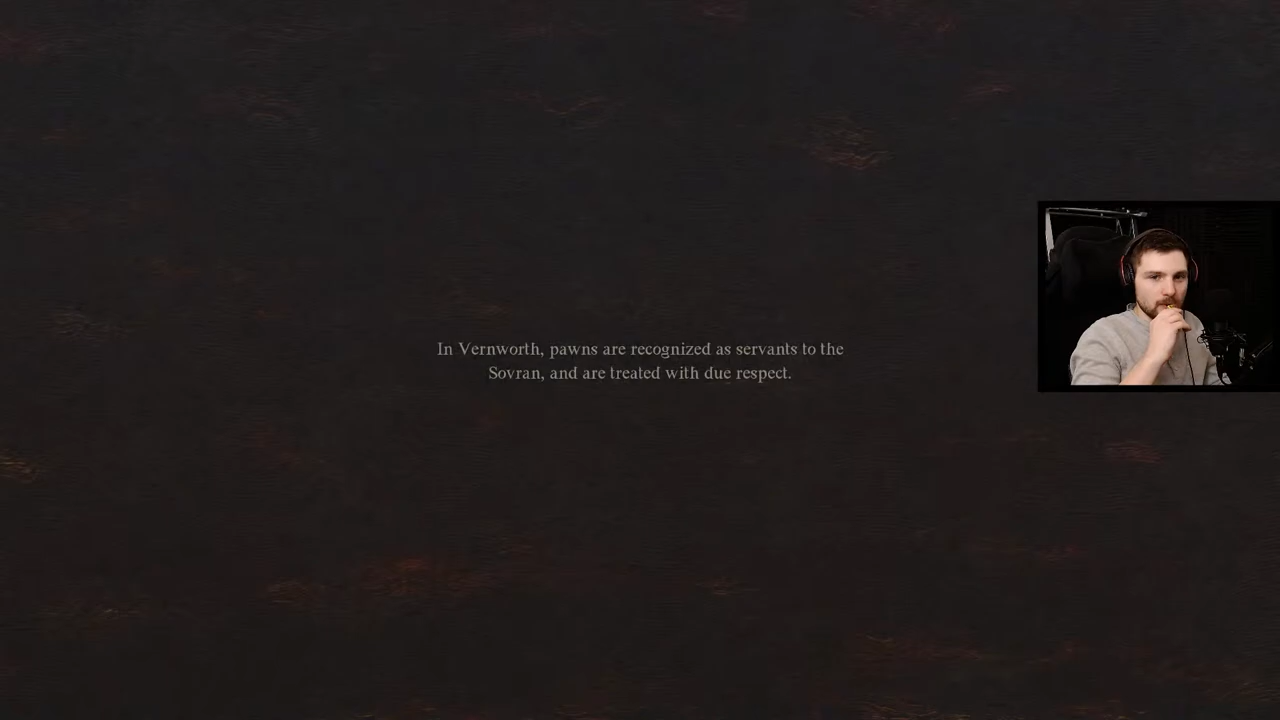 In Vernworth, pawns are recognized as servants to the
Sovran, and are treated with due respect.